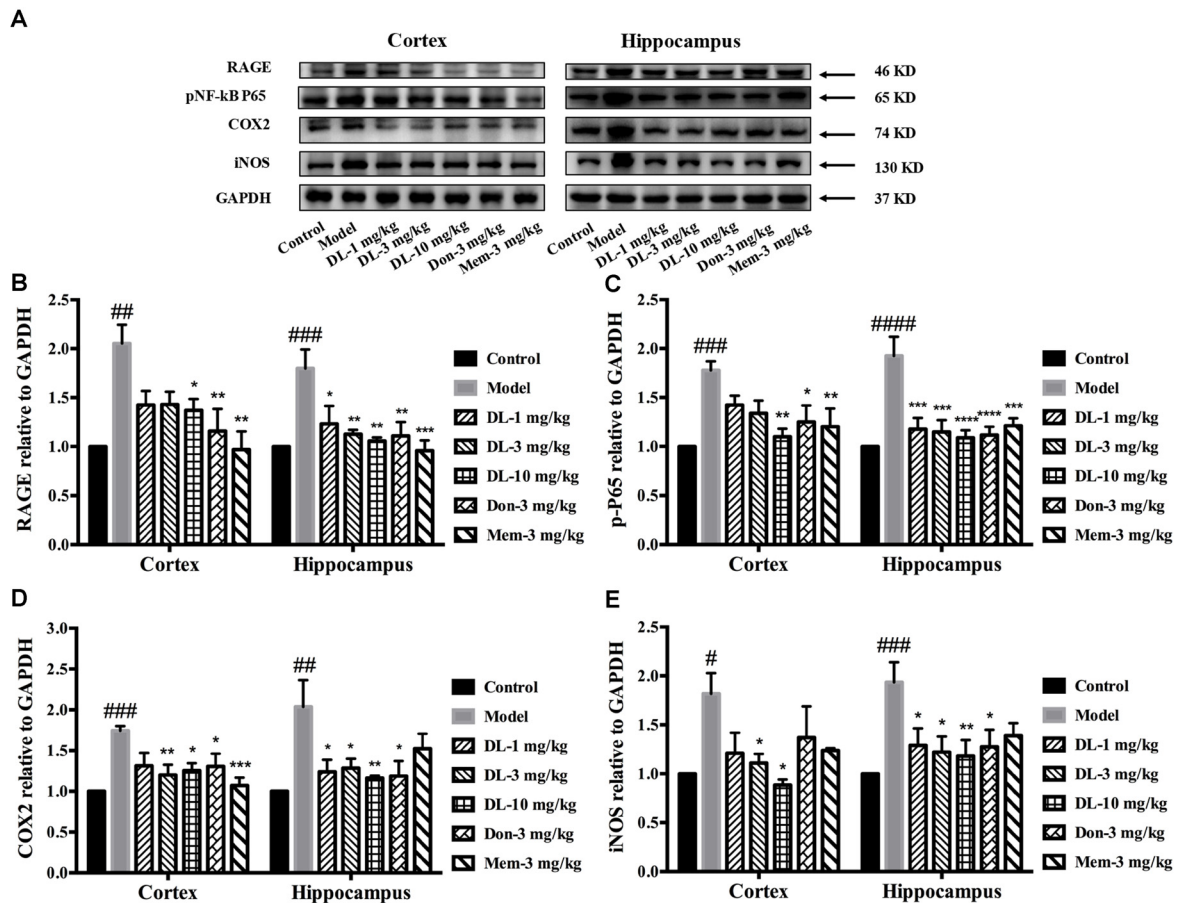 A
Cortex Hippocampus
RAGE 46 KD
pNF-kB P65 65 KD
COX2 74 KD
iNOS 130 KD
GAPDH 37 KD
Control Model DL-1 mg/kg DL-3 mg/kg DL-10 mg/kg Don-3 mg/kg Mem-3 mg/kg Control Model DL-1 mg/kg DL-3 mg/kg DL-10 mg/kg Don-3 mg/kg Mem-3 mg/kg
B
RAGE relative to GAPDH
2.5
2.0
1.5
1.0
0.5
0.0
## * ** **
### * ** ** ** ***
Cortex Hippocampus
Control
Model
DL-1 mg/kg
DL-3 mg/kg
DL-10 mg/kg
Don-3 mg/kg
Mem-3 mg/kg
C
p-P65 relative to GAPDH
2.5
2.0
1.5
1.0
0.5
0.0
### ** * **
#### *** *** **** **** ***
Cortex Hippocampus
Control
Model
DL-1 mg/kg
DL-3 mg/kg
DL-10 mg/kg
Don-3 mg/kg
Mem-3 mg/kg
D
COX2 relative to GAPDH
3.0
2.5
2.0
1.5
1.0
0.5
0.0
### ** * * ***
## * * ** *
Cortex Hippocampus
Control
Model
DL-1 mg/kg
DL-3 mg/kg
DL-10 mg/kg
Don-3 mg/kg
Mem-3 mg/kg
E
iNOS relative to GAPDH
2.5
2.0
1.5
1.0
0.5
0.0
# * *
### * * ** *
Cortex Hippocampus
Control
Model
DL-1 mg/kg
DL-3 mg/kg
DL-10 mg/kg
Don-3 mg/kg
Mem-3 mg/kg